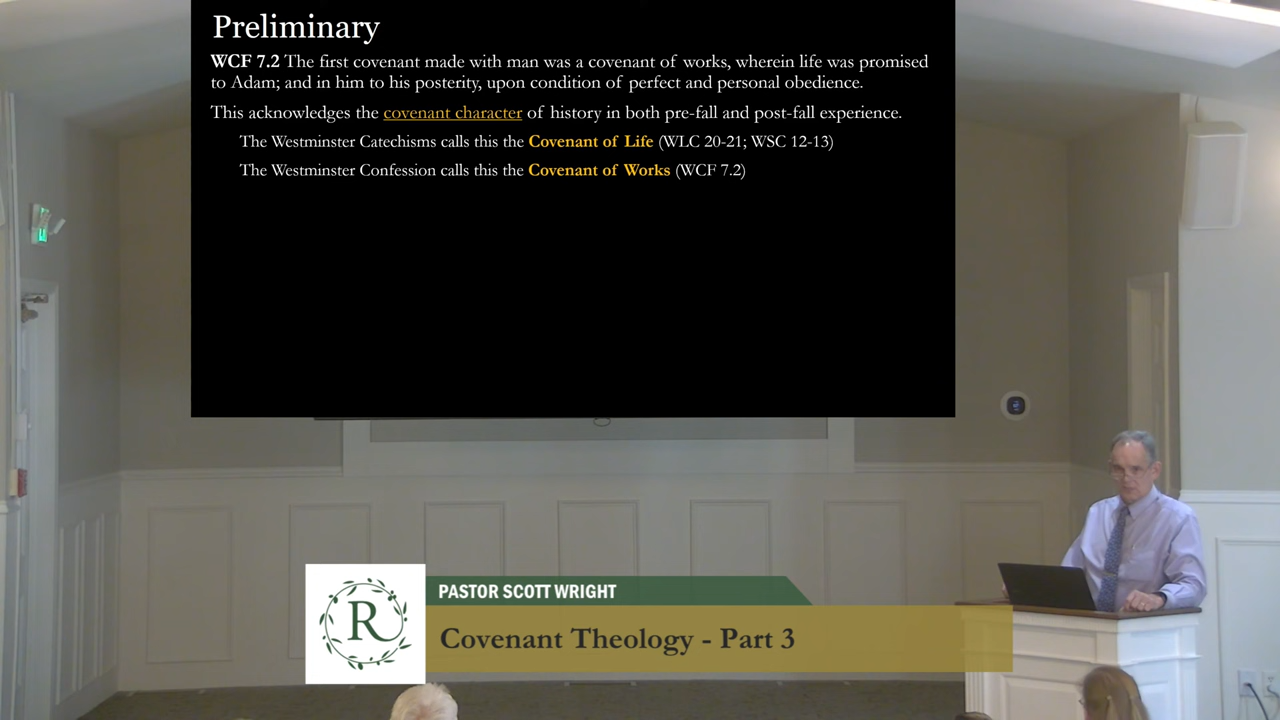 Preliminary
WCF 7.2 The first covenant made with man was a covenant of works, wherein life was promised
to Adam; and in him to his posterity, upon condition of perfect and personal obedience.
This acknowledges the covenant character of history in both pre-fall and post-fall experience.
The Westminster Catechisms calls this the Covenant of Life (WLC 20-21; WSC 12-13)
The Westminster Confession calls this the Covenant of Works (WCF 7.2)
R
PASTOR SCOTT WRIGHT
Covenant Theology - Part 3